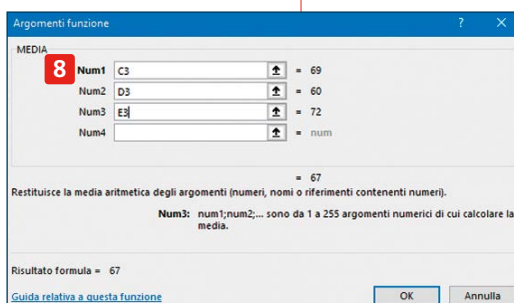 Argomenti funzione ? ×
MEDIA
8
Num1 C3 = 69
Num2 D3 = 60
Num3 E3 = 72
Num4 = num
= 67
Restituisce la media aritmetica degli argomenti (numeri, nomi o riferimenti contenenti numeri).
Num3: num1;num2;... sono da 1 a 255 argomenti numerici di cui calcolare la
media.
Risultato formula = 67
Guida relativa a questa funzione OK Annulla